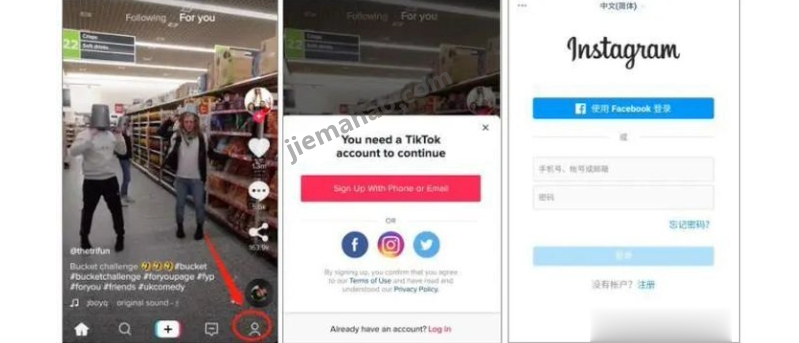 Following For you
22
Soft drinks
@thetrifun
Bucket challenge 🤣🤣🤣 #bucket
#bucketchallenge #foryoupage #fyp
#foryou #friends #ukcomedy
original sound -
Following For you
22
You need a TikTok
account to continue
Sign Up With Phone or Email
OR
By signing up, you confirm that you agree
to our Terms of Use and have read and
understood our Privacy Policy.
Already have an account? Log in
中文(简体)
Instagram
使用 Facebook 登录
或
手机号、帐号或邮箱
密码
忘记密码?
登录
没有帐户? 注册